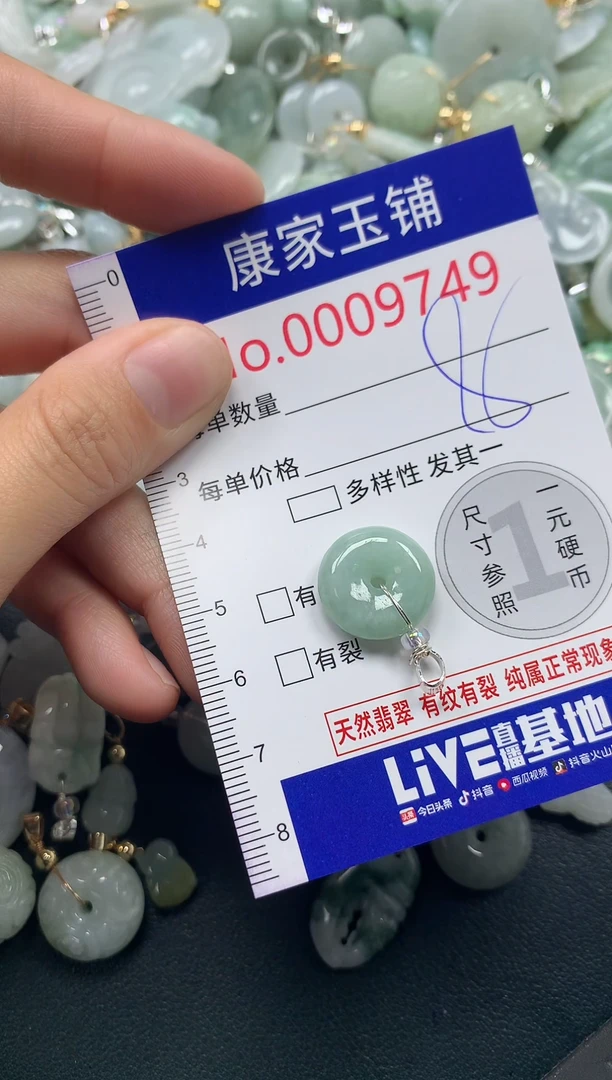 0
康家玉铺
No.0009749
每单数量
86
3
每单价格
多样性 发其一
4
尺寸参照
1
一元硬币
5
有
6
有裂
天然翡翠 有纹有裂 纯属正常现象
7
LiVE直播基地
8
今日头条 抖音 西瓜视频 抖音火山